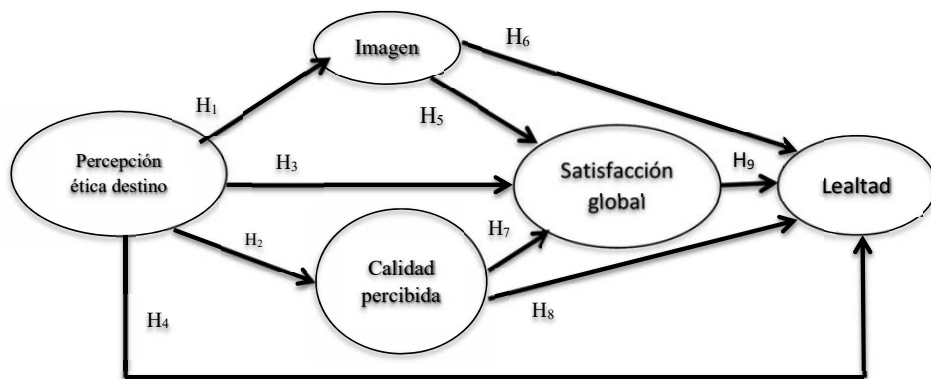 H6
Imagen
H1
H5
Percepción
ética destino
H3
Satisfacción
global
H9
Lealtad
H2
H7
Calidad
percibida
H4
H8